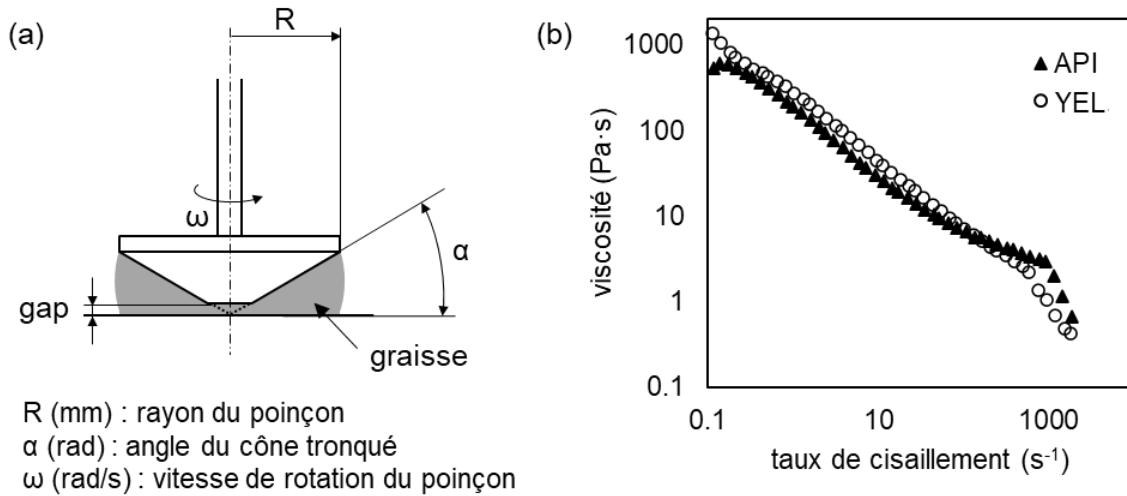 (a)
R
ω
α
gap
graisse
R (mm) : rayon du poinçon
α (rad) : angle du cône tronqué
ω (rad/s) : vitesse de rotation du poinçon
(b)
viscosité (Pa·s)
1000
100
10
1
0.1
0.1 10 1000
taux de cisaillement (s⁻¹)
API
YEL.